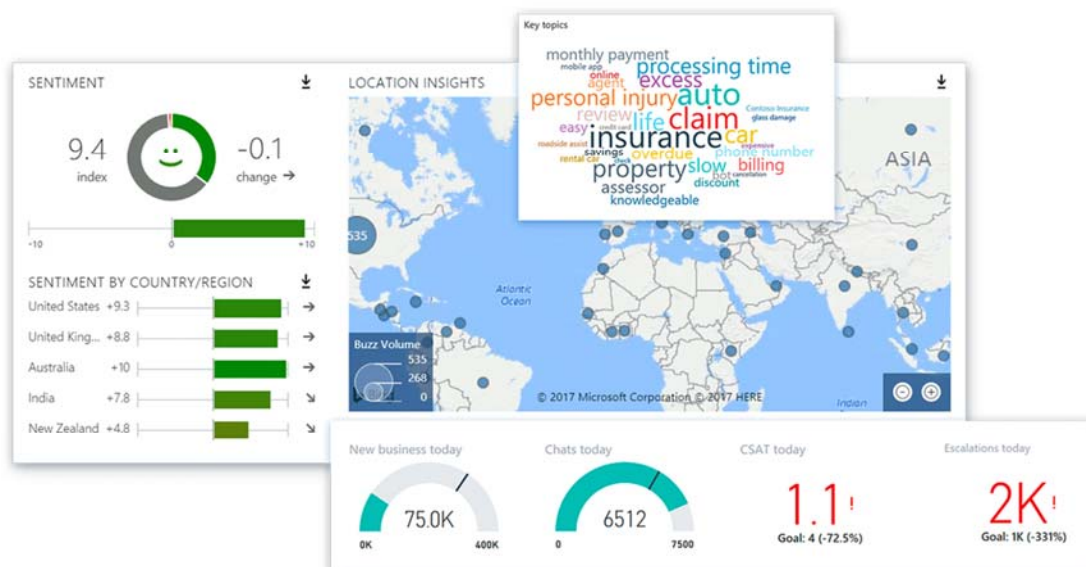 SENTIMENT
9.4
index
-0.1
change →
-10
0
+10
SENTIMENT BY COUNTRY/REGION
United States +9.3
United King... +8.8
Australia +10
India +7.8
New Zealand +4.8
LOCATION INSIGHTS
535
Atlantic
Ocean
ASIA
Indian
Buzz Volume
535
268
0
© 2017 Microsoft Corporation © 2017 HERE
Key topics
monthly payment
mobile app
processing time
online
excess
agent
personal injury
auto
Contoso Insurance
review
life
claim
glass damage
easy
credit card
insurance
car
roadside assist
expensive
savings
overdue
phone number
rental car
check
property
slow
billing
bot
cancellation
assessor
discount
knowledgeable
New business today
75.0K
0K
400K
Chats today
6512
0
7500
CSAT today
1.1!
Goal: 4 (-72.5%)
Escalations today
2K!
Goal: 1K (-331%)